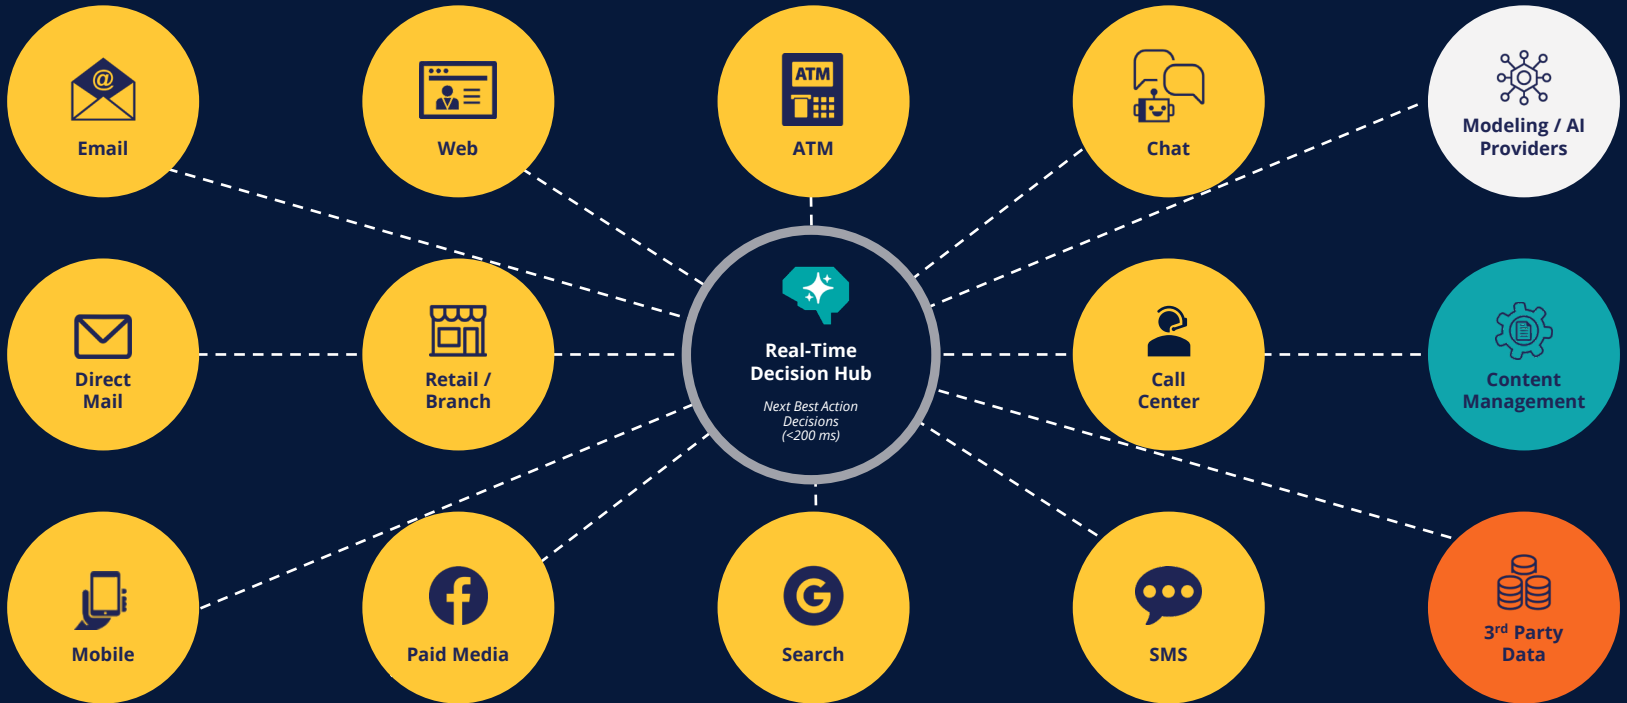 @
Email
Web
ATM
ATM
Chat
Modeling / AI
Providers
Direct
Mail
Retail /
Branch
Real-Time
Decision Hub
Next Best Action
Decisions
(<200 ms)
Call
Center
Content
Management
Mobile
f
Paid Media
G
Search
SMS
3rd Party
Data